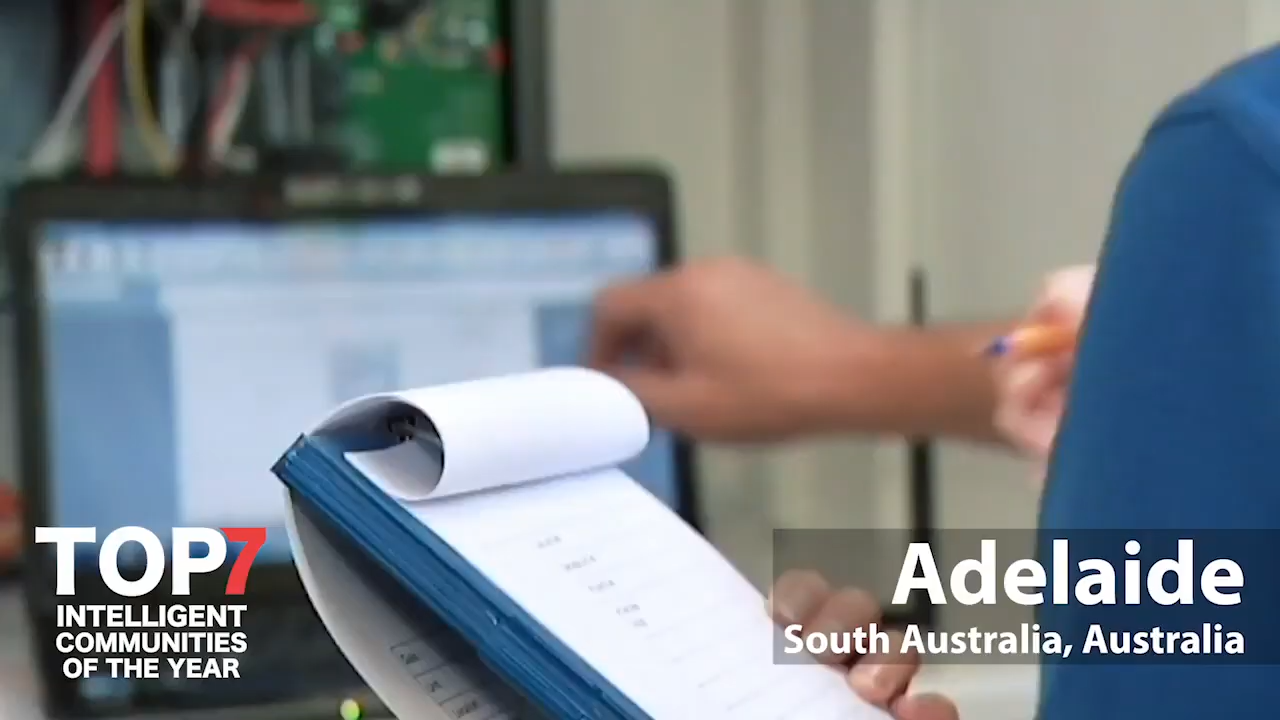 TOP7
INTELLIGENT
COMMUNITIES
OF THE YEAR
Adelaide
South Australia, Australia